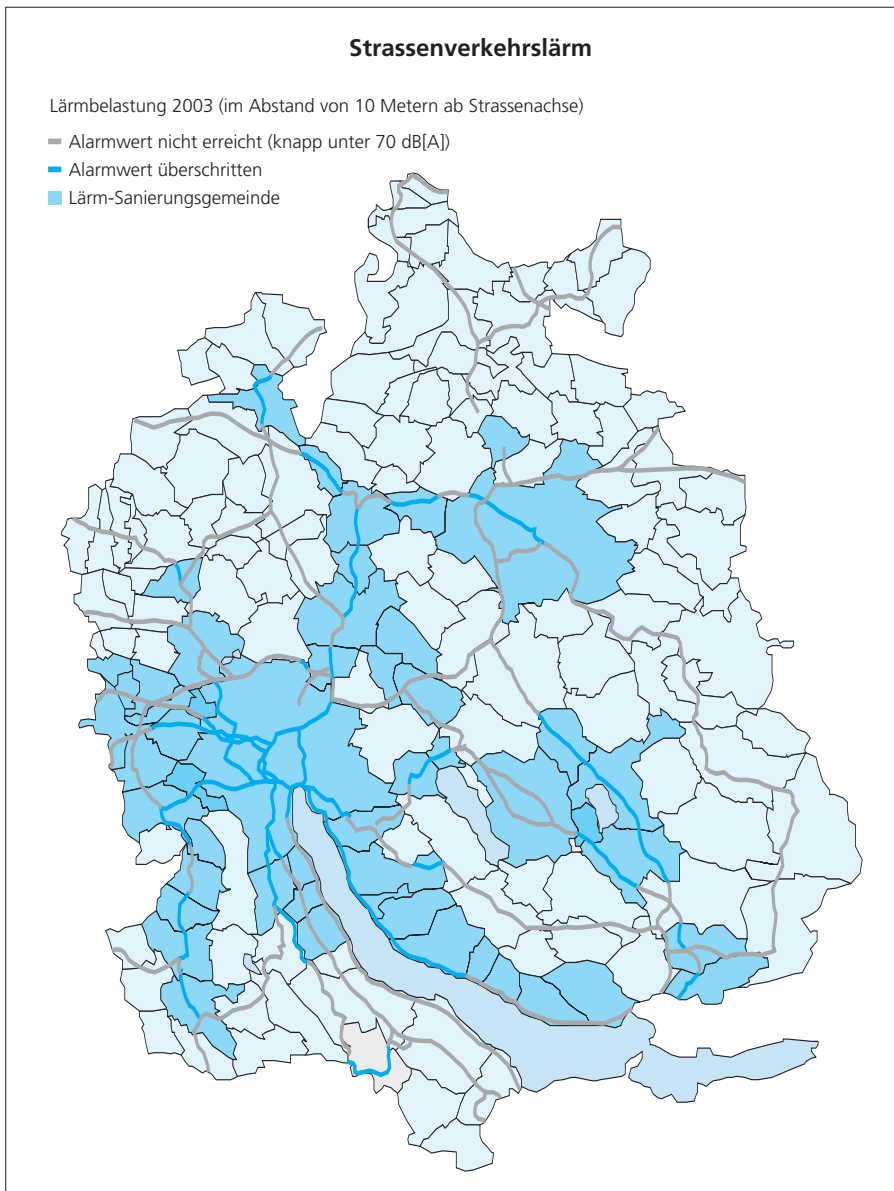 Strassenverkehrslärm
Lärmbelastung 2003 (im Abstand von 10 Metern ab Strassenachse)
Alarmwert nicht erreicht (knapp unter 70 dB[A])
Alarmwert überschritten
Lärm-Sanierungsgemeinde